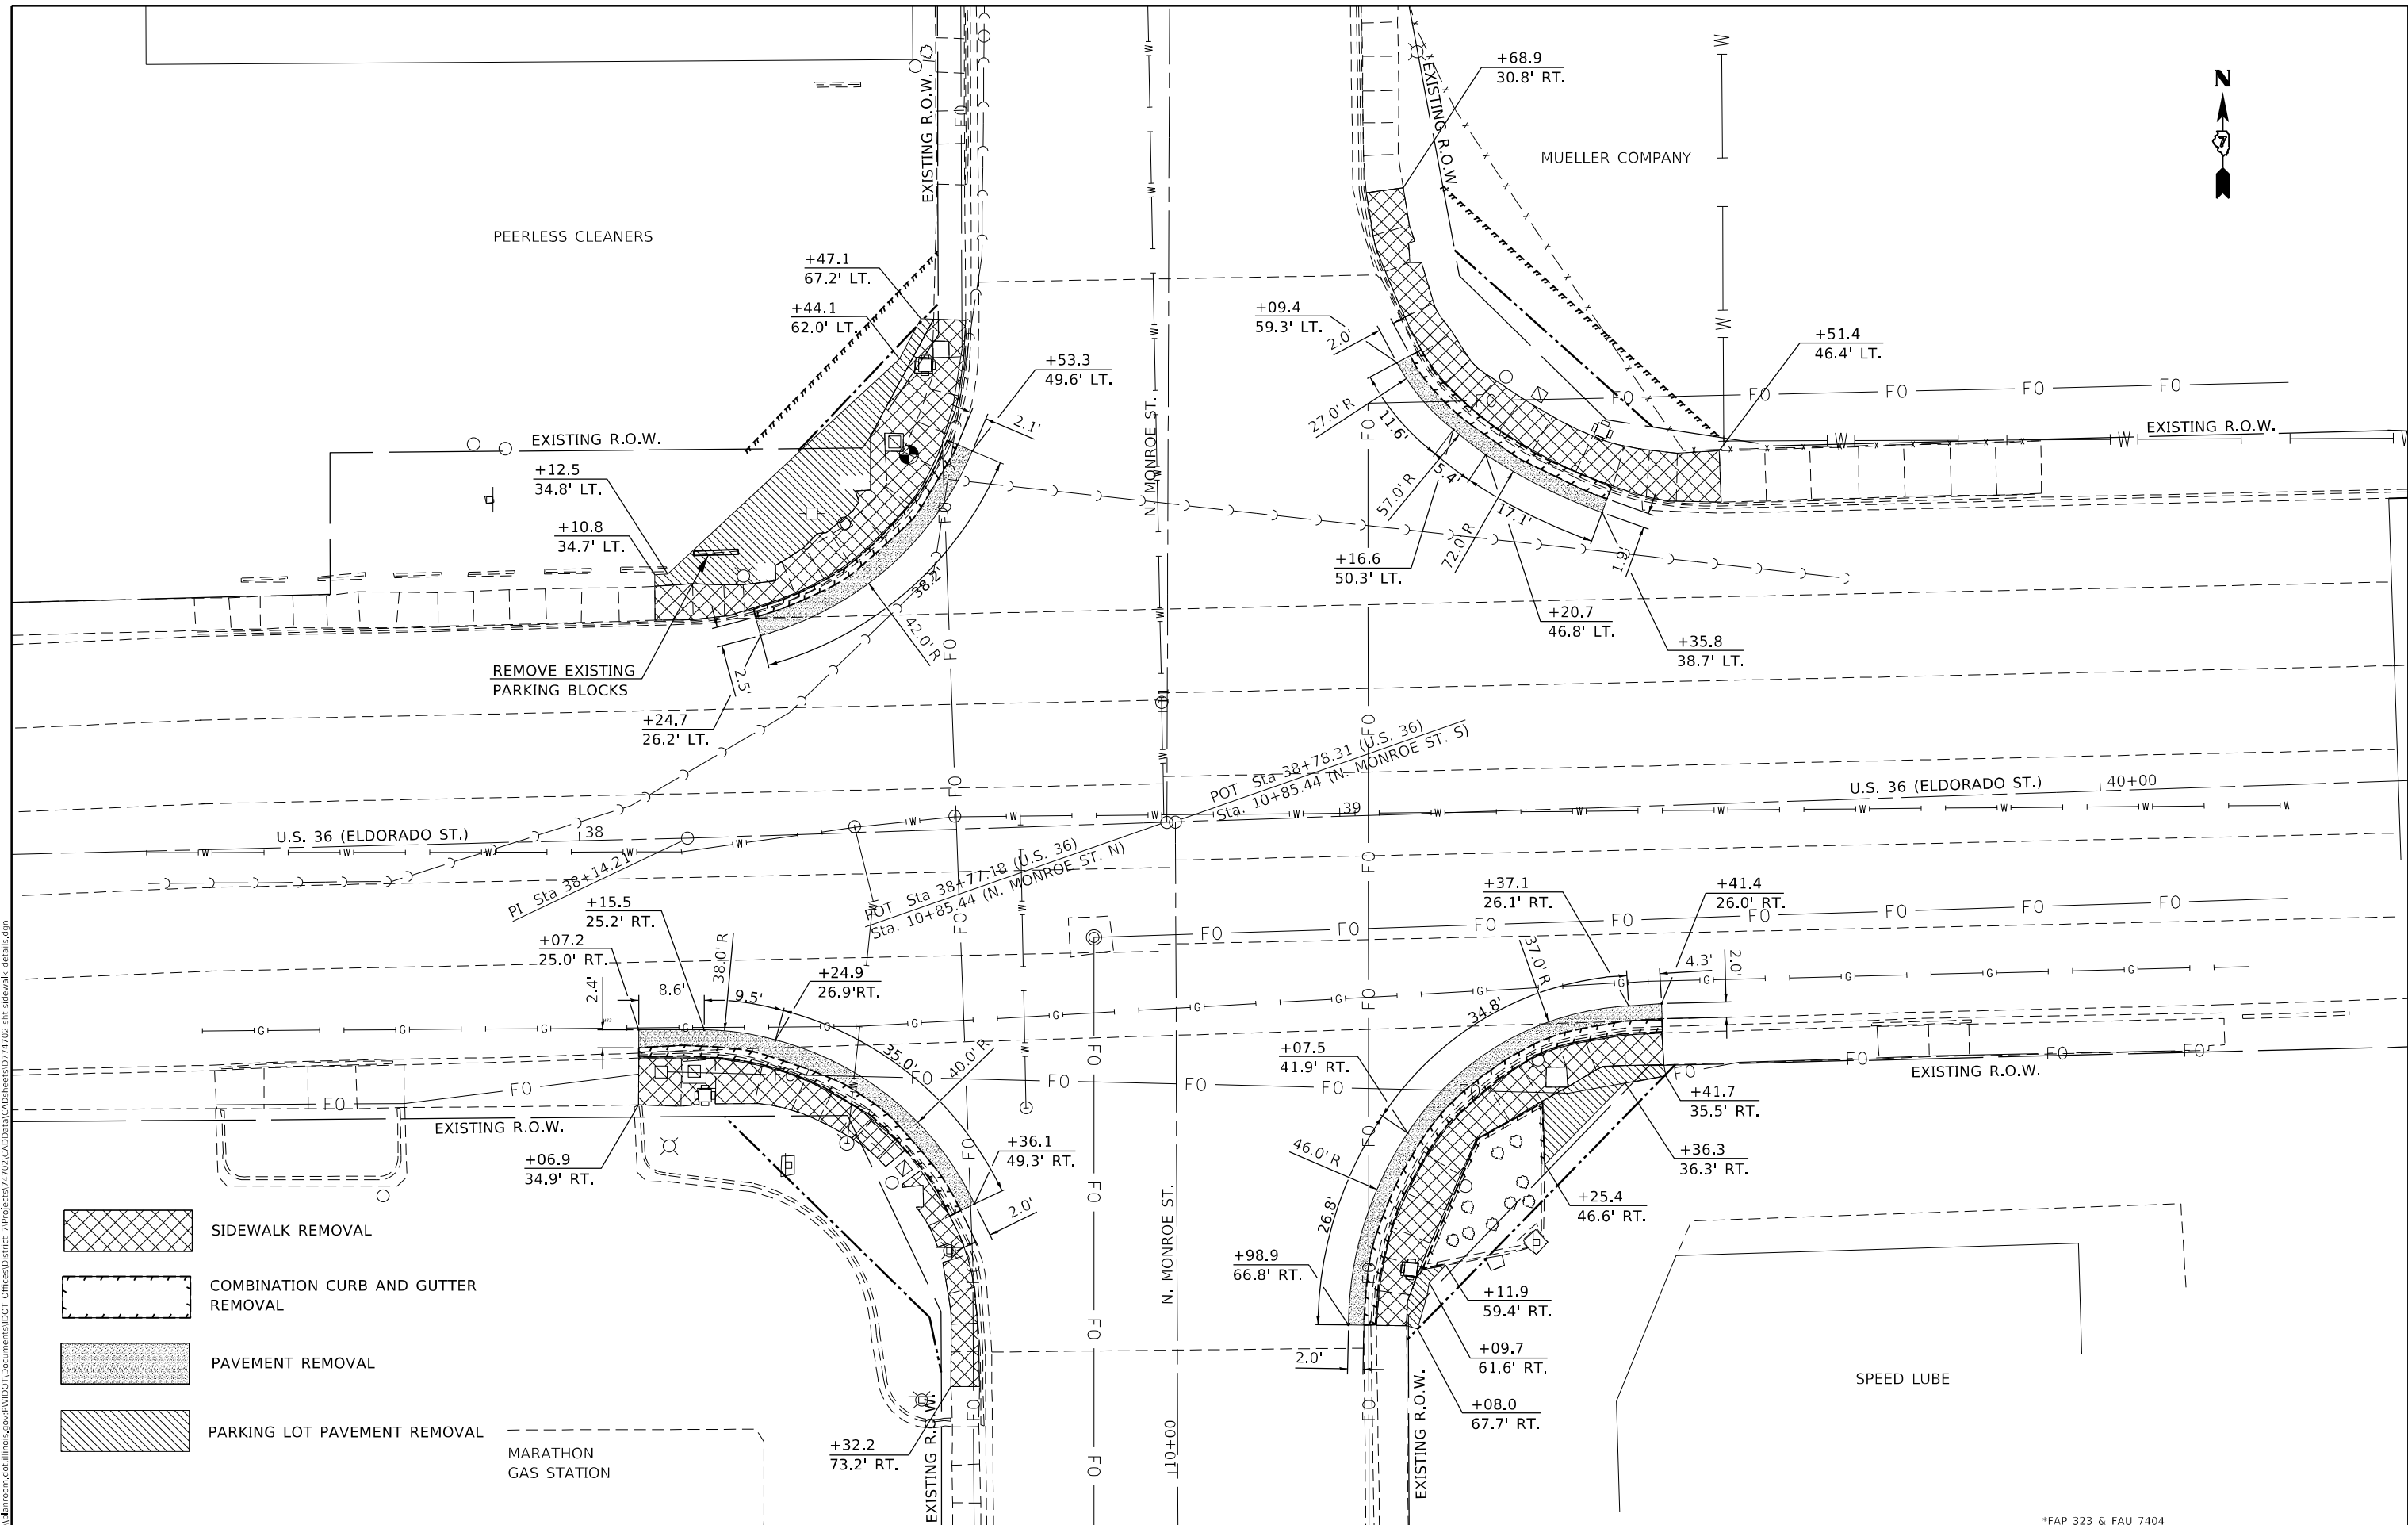 N
7
EXISTING R.O.W.
EXISTING R.O.W.
+68.9
30.8' RT.
MUELLER COMPANY
PEERLESS CLEANERS
+47.1
67.2' LT.
+44.1
62.0' LT.
+09.4
59.3' LT.
2.0'
+51.4
46.4' LT.
+53.3
49.6' LT.
2.1'
27.0' R
11.6'
5.4'
57.0' R
72.0' R
17.1'
1.9'
N. MONROE ST.
EXISTING R.O.W.
EXISTING R.O.W.
+12.5
34.8' LT.
+10.8
34.7' LT.
+16.6
50.3' LT.
38.2'
42.0' R
+20.7
46.8' LT.
+35.8
38.7' LT.
REMOVE EXISTING
PARKING BLOCKS
2.5'
+24.7
26.2' LT.
POT Sta 38+78.31 (U.S. 36)
Sta. 10+85.44 (N. MONROE ST. S)
U.S. 36 (ELDORADO ST.)
40+00
39
U.S. 36 (ELDORADO ST.)
38
PI Sta 38+14.21
POT Sta 38+77.18 (U.S. 36)
Sta. 10+85.44 (N. MONROE ST. N)
+15.5
25.2' RT.
+07.2
25.0' RT.
2.4'
8.6'
38.0' R
9.5'
+24.9
26.9'RT.
35.0'
40.0' R
+37.1
26.1' RT.
+41.4
26.0' RT.
37.0' R
4.3'
2.0'
34.8'
+07.5
41.9' RT.
EXISTING R.O.W.
+41.7
35.5' RT.
EXISTING R.O.W.
+06.9
34.9' RT.
+36.1
49.3' RT.
2.0'
46.0' R
+36.3
36.3' RT.
+25.4
46.6' RT.
26.8'
+98.9
66.8' RT.
N. MONROE ST.
+11.9
59.4' RT.
2.0'
+09.7
61.6' RT.
+08.0
67.7' RT.
SPEED LUBE
SIDEWALK REMOVAL
COMBINATION CURB AND GUTTER
REMOVAL
PAVEMENT REMOVAL
PARKING LOT PAVEMENT REMOVAL
MARATHON
GAS STATION
+32.2
73.2' RT.
EXISTING R.O.W.
10+00
EXISTING R.O.W.
*FAP 323 & FAU 7404
FO
W
G